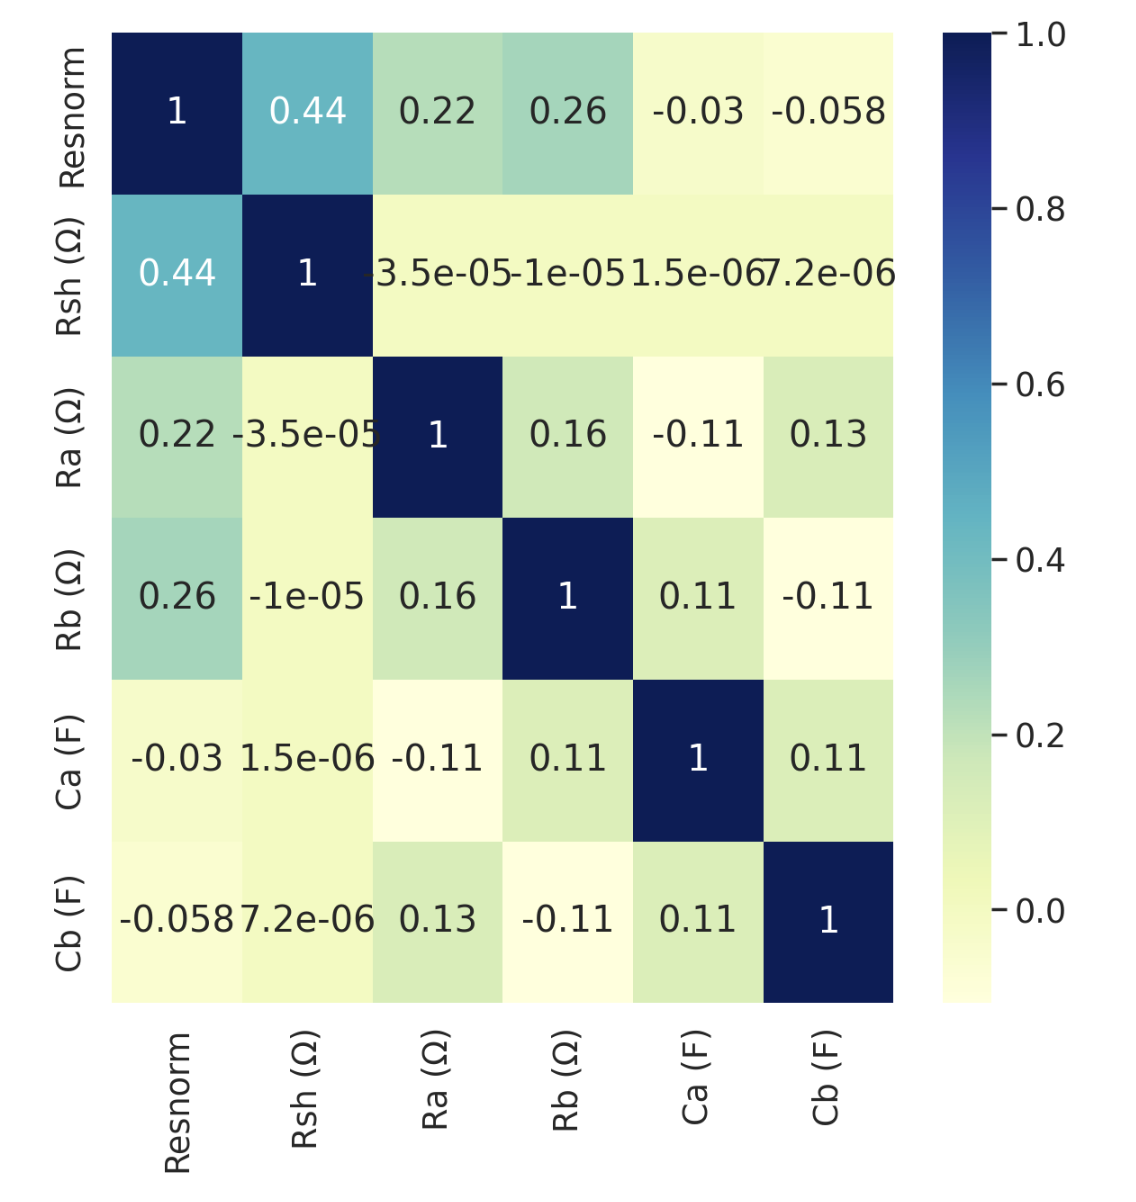 Resnorm 1 0.44 0.22 0.26 -0.03 -0.058
Rsh (Ω) 0.44 1 -3.5e-05 -1e-05 1.5e-06 7.2e-06
Ra (Ω) 0.22 -3.5e-05 1 0.16 -0.11 0.13
Rb (Ω) 0.26 -1e-05 0.16 1 0.11 -0.11
Ca (F) -0.03 1.5e-06 -0.11 0.11 1 0.11
Cb (F) -0.058 7.2e-06 0.13 -0.11 0.11 1
Resnorm Rsh (Ω) Ra (Ω) Rb (Ω) Ca (F) Cb (F)
1.0
0.8
0.6
0.4
0.2
0.0